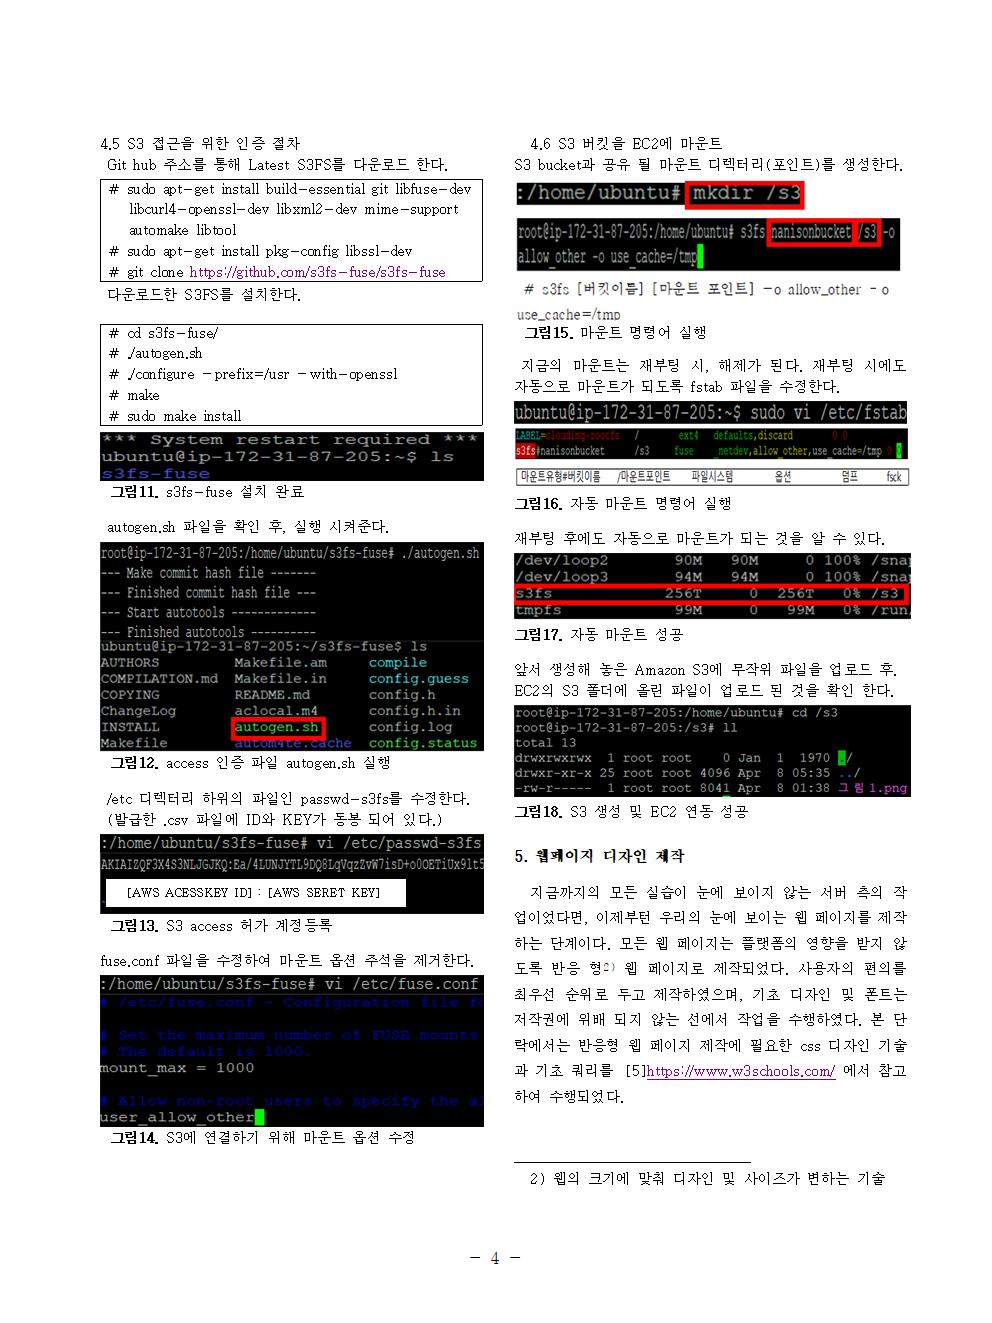 4.5 S3 접근을 위한 인증 절차
Git hub 주소를 통해 Latest S3FS를 다운로드 한다.
# sudo apt-get install build-essential git libfuse-dev
libcurl4-openssl-dev libxml2-dev mime-support
automake libtool
# sudo apt-get install pkg-config libssl-dev
# git clone https://github.com/s3fs-fuse/s3fs-fuse
다운로드한 S3FS를 설치한다.
# cd s3fs-fuse/
# ./autogen.sh
# ./configure -prefix=/usr -with-openssl
# make
# sudo make install
*** System restart required ***
ubuntu@ip-172-31-87-205:~$ ls
s3fs-fuse
그림11. s3fs-fuse 설치 완료
autogen.sh 파일을 확인 후, 실행 시켜준다.
root@ip-172-31-87-205:/home/ubuntu/s3fs-fuse# ./autogen.sh
--- Make commit hash file -------
--- Finished commit hash file ---
--- Start autotools -------------
--- Finished autotools ----------
ubuntu@ip-172-31-87-205:~/s3fs-fuse$ ls
AUTHORS Makefile.am compile
COMPILATION.md Makefile.in config.guess
COPYING README.md config.h
ChangeLog aclocal.m4 config.h.in
INSTALL autogen.sh config.log
Makefile autom4te.cache config.status
그림12. access 인증 파일 autogen.sh 실행
/etc 디렉터리 하위의 파일인 passwd-s3fs를 수정한다.
(발급한 .csv 파일에 ID와 KEY가 동봉 되어 있다.)
:/home/ubuntu/s3fs-fuse# vi /etc/passwd-s3fs
[AWS ACESSKEY ID] : [AWS SERET KEY]
그림13. S3 access 허가 계정등록
fuse.conf 파일을 수정하여 마운트 옵션 주석을 제거한다.
:/home/ubuntu/s3fs-fuse# vi /etc/fuse.conf
# /etc/fuse.conf - Configuration file fo
# Set the maximum number of FUSE mounts
# The default is 1000.
mount_max = 1000
# Allow non-root users to specify the al
user_allow_other
그림14. S3에 연결하기 위해 마운트 옵션 수정
4.6 S3 버킷을 EC2에 마운트
S3 bucket과 공유 될 마운트 디렉터리(포인트)를 생성한다.
:/home/ubuntu# mkdir /s3
root@ip-172-31-87-205:/home/ubuntu# s3fs nanisonbucket /s3 -o
allow_other -o use_cache=/tmp
# s3fs [버킷이름] [마운트 포인트] -o allow_other - o
use_cache=/tmp
그림15. 마운트 명령어 실행
지금의 마운트는 재부팅 시, 해제가 된다. 재부팅 시에도
자동으로 마운트가 되도록 fstab 파일을 수정한다.
ubuntu@ip-172-31-87-205:~$ sudo vi /etc/fstab
LABEL=cloudimg-rootfs / ext4 defaults,discard 0 0
s3fs#nanisonbucket /s3 fuse _netdev,allow_other,use_cache=/tmp 0 0
마운트유형#버킷이름 /마운트포인트 파일시스템 옵션 덤프 fsck
그림16. 자동 마운트 명령어 실행
재부팅 후에도 자동으로 마운트가 되는 것을 알 수 있다.
/dev/loop2 90M 90M 0 100% /snap
/dev/loop3 94M 94M 0 100% /snap
s3fs 256T 0 256T 0% /s3
tmpfs 99M 0 99M 0% /run/
그림17. 자동 마운트 성공
앞서 생성해 놓은 Amazon S3에 무작위 파일을 업로드 후.
EC2의 S3 폴더에 올린 파일이 업로드 된 것을 확인 한다.
root@ip-172-31-87-205:/home/ubuntu# cd /s3
root@ip-172-31-87-205:/s3# ll
total 13
drwxrwxrwx 1 root root 0 Jan 1 1970 ./
drwxr-xr-x 25 root root 4096 Apr 8 05:35 ../
-rw-r----- 1 root root 8041 Apr 8 01:38 그림1.png
그림18. S3 생성 및 EC2 연동 성공
5. 웹페이지 디자인 제작
지금까지의 모든 실습이 눈에 보이지 않는 서버 측의 작
업이었다면, 이제부턴 우리의 눈에 보이는 웹 페이지를 제작
하는 단계이다. 모든 웹 페이지는 플랫폼의 영향을 받지 않
도록 반응 형2) 웹 페이지로 제작되었다. 사용자의 편의를
최우선 순위로 두고 제작하였으며, 기초 디자인 및 폰트는
저작권에 위배 되지 않는 선에서 작업을 수행하였다. 본 단
락에서는 반응형 웹 페이지 제작에 필요한 css 디자인 기술
과 기초 쿼리를 [5]https://www.w3schools.com/ 에서 참고
하여 수행되었다.
2) 웹의 크기에 맞춰 디자인 및 사이즈가 변하는 기술
- 4 -